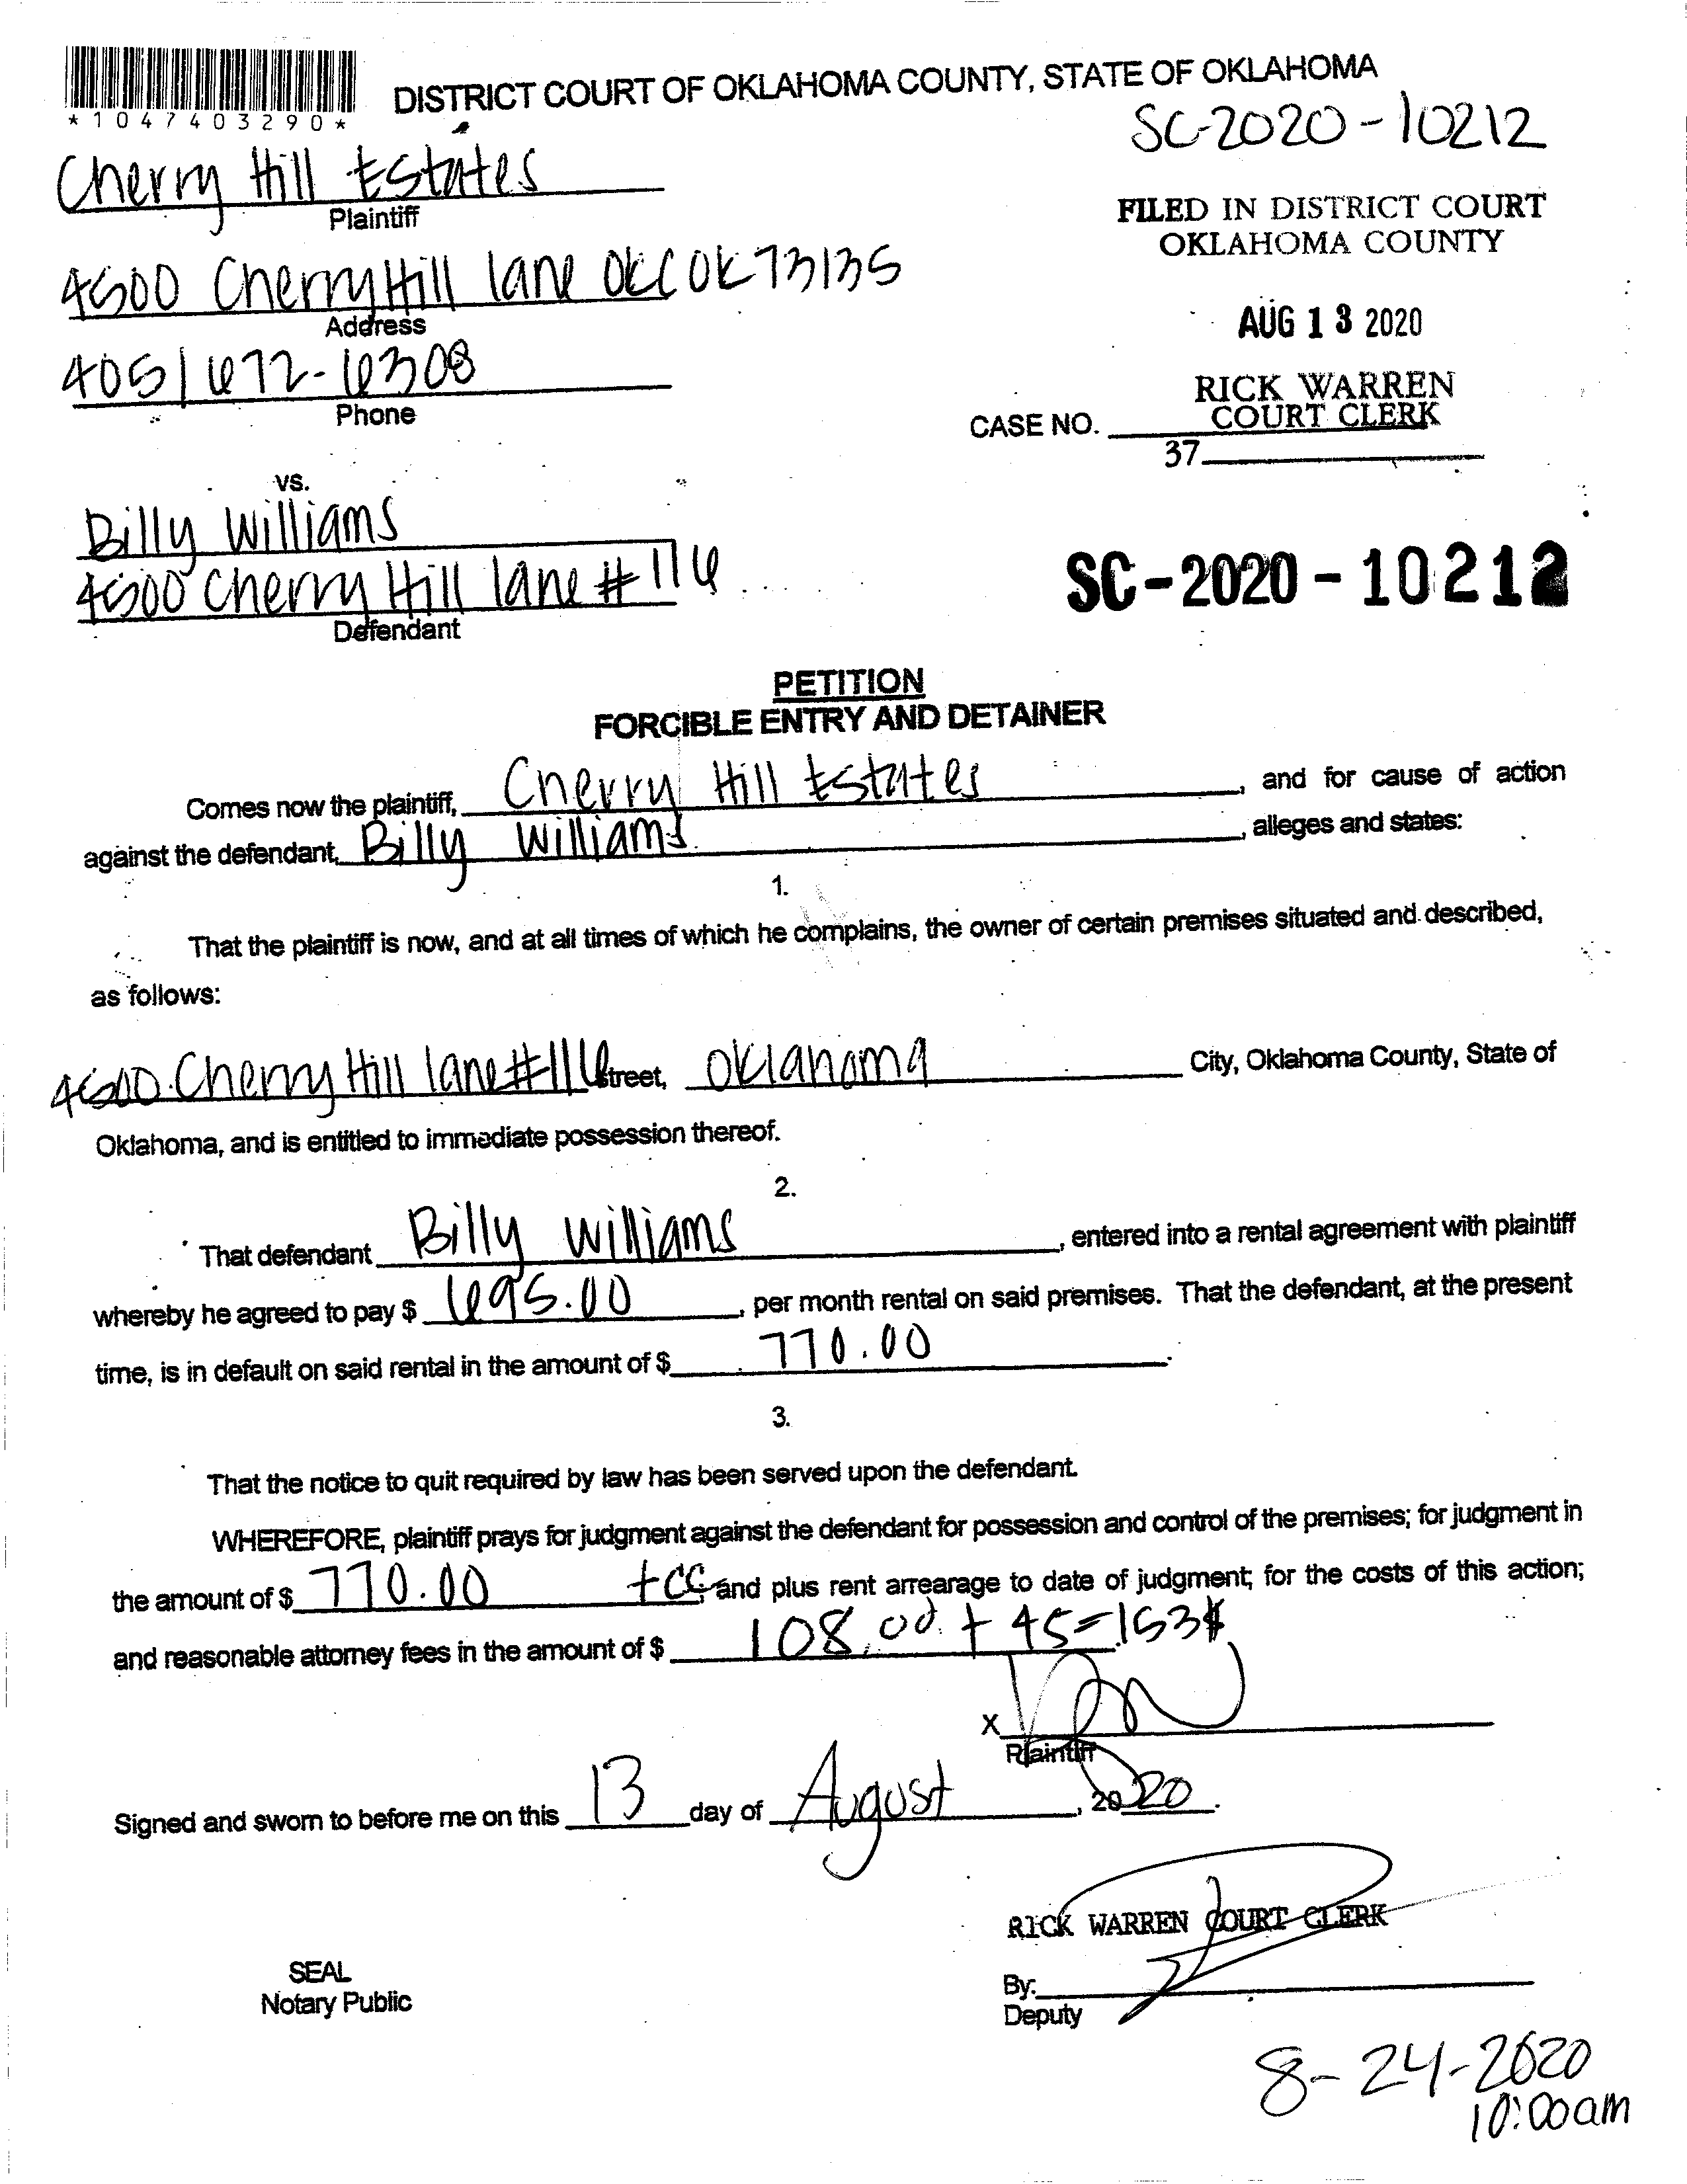 *1047403290*
DISTRICT COURT OF OKLAHOMA COUNTY, STATE OF OKLAHOMA
SC-2020-10212
Cherry Hill Estates
Plaintiff
FILED IN DISTRICT COURT
OKLAHOMA COUNTY
4500 Cherry Hill lane OKC OK 73135
Address
AUG 13 2020
405/672-6308
Phone
RICK WARREN
COURT CLERK
CASE NO.
37
vs.
Billy Williams
4500 Cherry Hill lane #116
Defendant
SC-2020-10212
PETITION
FORCIBLE ENTRY AND DETAINER
Comes now the plaintiff, Cherry Hill Estates, and for cause of action
against the defendant, Billy Williams, alleges and states:
1.
That the plaintiff is now, and at all times of which he complains, the owner of certain premises situated and described,
as follows:
4500 Cherry Hill lane #116 Street, Oklahoma City, Oklahoma County, State of
Oklahoma, and is entitled to immediate possession thereof.
2.
That defendant Billy Williams, entered into a rental agreement with plaintiff
whereby he agreed to pay $ 695.00, per month rental on said premises. That the defendant, at the present
time, is in default on said rental in the amount of $ 770.00.
3.
That the notice to quit required by law has been served upon the defendant.
WHEREFORE, plaintiff prays for judgment against the defendant for possession and control of the premises; for judgment in
the amount of $ 770.00 +CC, and plus rent arrearage to date of judgment; for the costs of this action;
and reasonable attorney fees in the amount of $ 108.00 + 45=153$
X
Plaintiff
Signed and sworn to before me on this 13 day of August, 2020.
RICK WARREN COURT CLERK
SEAL
Notary Public
By:
Deputy
8-24-2020
10:00am